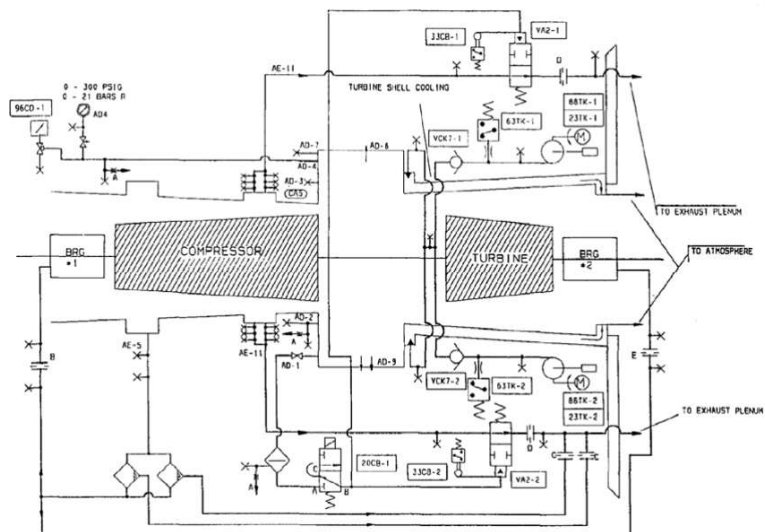 33CB-1
VA2-1
AE-11
D
TURBINE SHELL COOLING
0 - 300 PSIG
0 - 21 BARS R
96CD-1
AD4
88TK-1
63TK-1
23TK-1
M
VCK7-1
AD-7
AD-6
AD-4
A
AD-3
CAS
TO EXHAUST PLENUM
COMPRESSOR
TURBINE
BRG
*1
BRG
*2
TO ATMOSPHERE
AD-2
A
AE-5
AE-11
AD-1
AD-9
B
E
VCK7-2
63TK-2
M
88TK-2
23TK-2
TO EXHAUST PLENUM
D
20CB-1
33CB-2
C
C
A
A
B
VA2-2